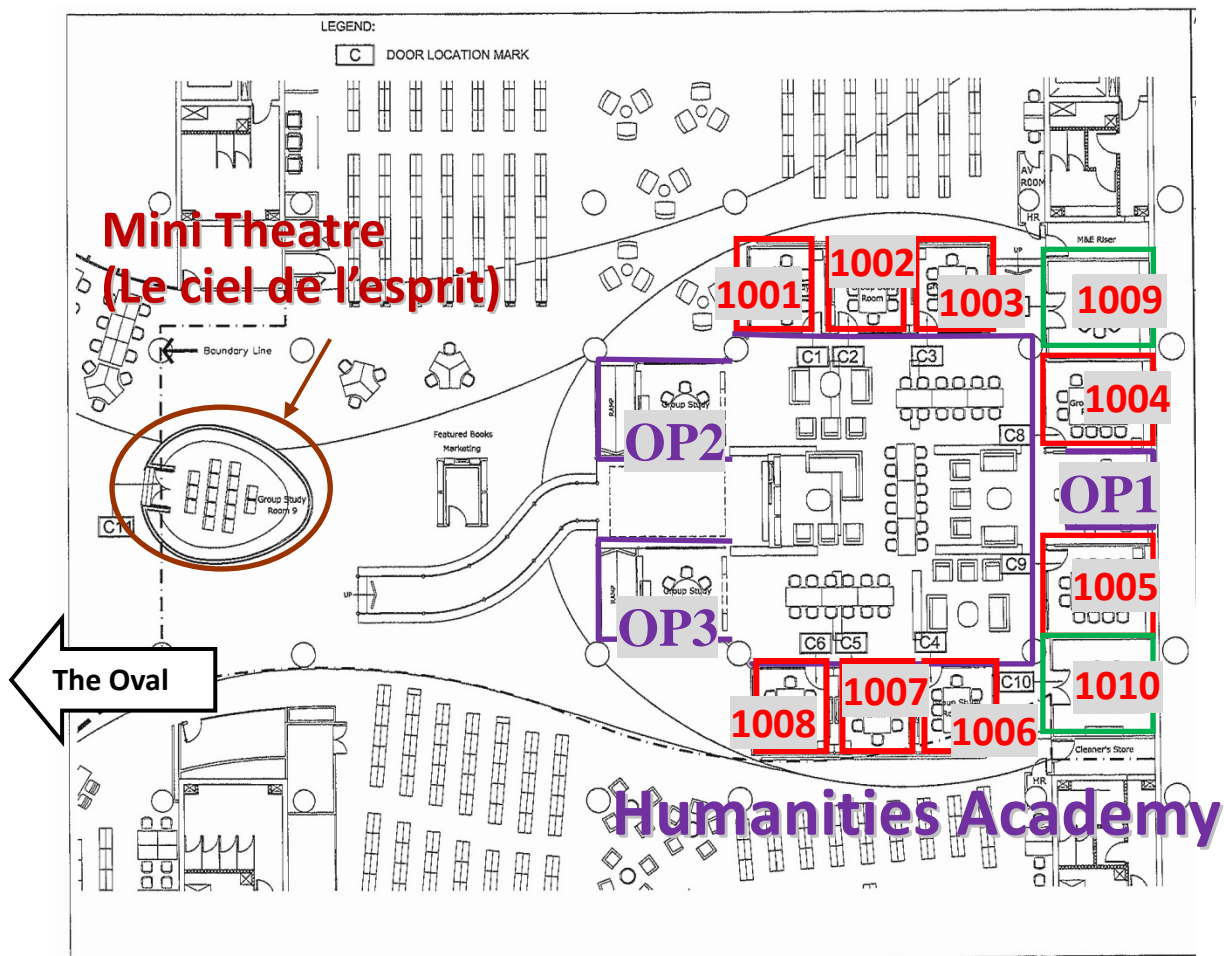 LEGEND:
C DOOR LOCATION MARK
AV
ROOM
HR
Mini Theatre
(Le ciel de l'esprit)
M&E Riser
UP
1001
1002
Room
1003
1009
Boundary Line
C1
C2
C3
1004
RAMP
Group Study
OP2
C8
Featured Books
Marketing
OP1
Group Study
Room 9
C11
C9
1005
UP
RAMP
Group Study
OP3
C6
C5
C4
The Oval
C10
1010
1008
1007
Group Study
1006
Cleaner's Store
HR
Humanities Academy